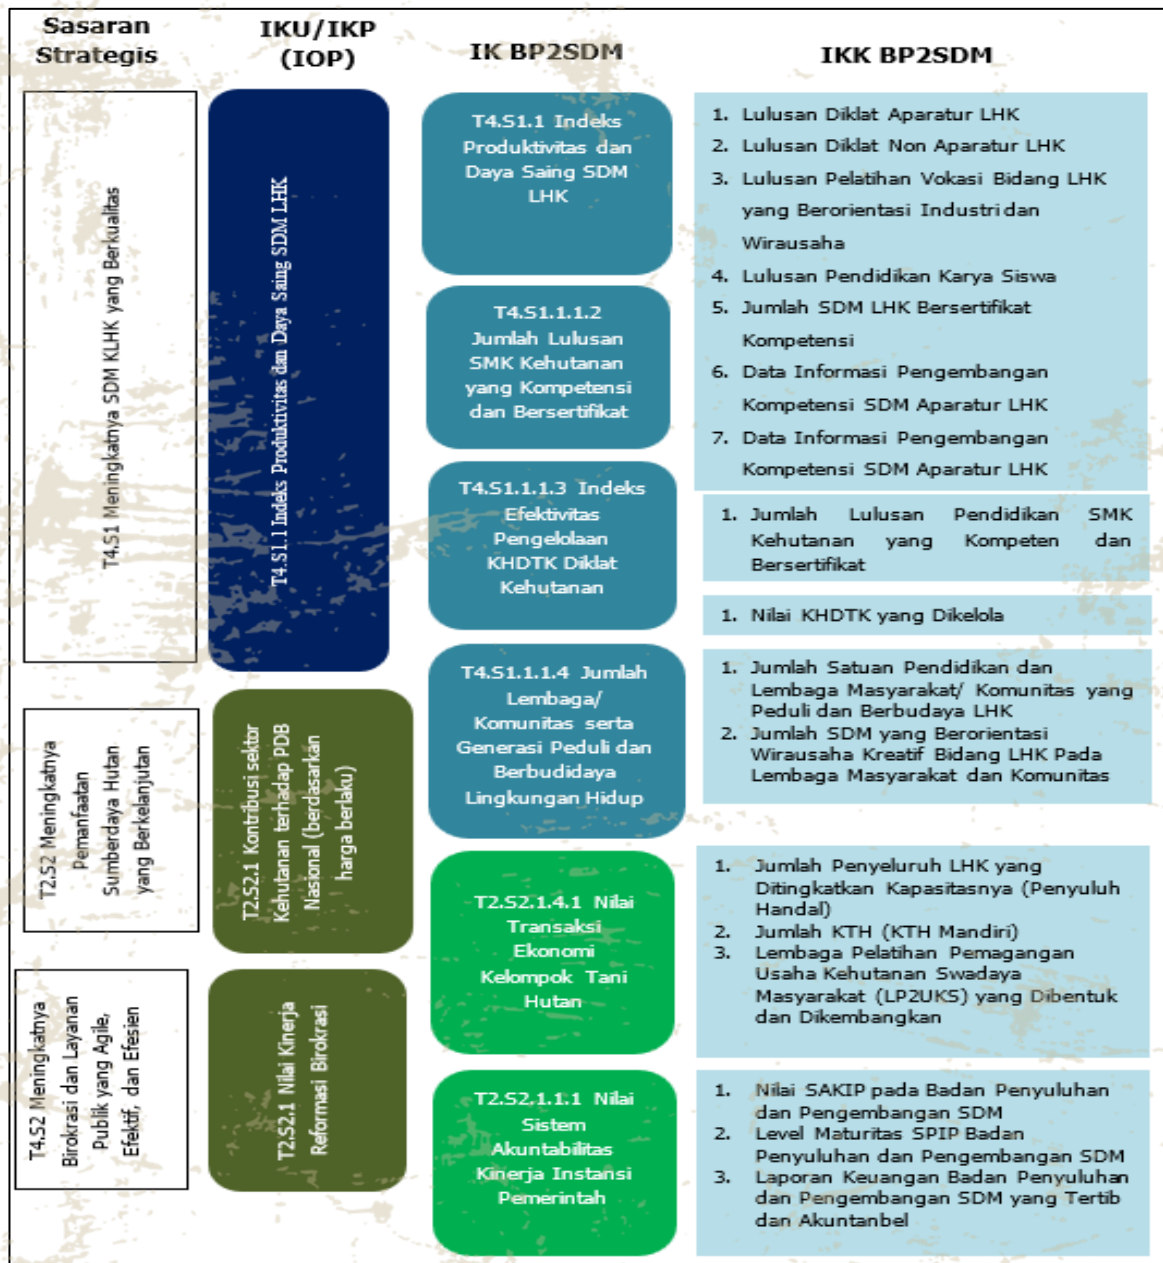 Sasaran
Strategis
IKU/IKP
(IOP)
IK BP2SDM
IKK BP2SDM
T4.S1 Meningkatnya SDM KLHK yang Berkualitas
T4.S1.1 Indeks Produktivitas dan Daya Saing SDM LHK
T4.S1.1 Indeks
Produktivitas dan
Daya Saing SDM
LHK
T4.S1.1.1.2
Jumlah Lulusan
SMK Kehutanan
yang Kompetensi
dan Bersertifikat
T4.S1.1.1.3 Indeks
Efektivitas
Pengelolaan
KHDTK Diklat
Kehutanan
T4.S1.1.1.4 Jumlah
Lembaga/
Komunitas serta
Generasi Peduli dan
Berbudidaya
Lingkungan Hidup
1. Lulusan Diklat Aparatur LHK
2. Lulusan Diklat Non Aparatur LHK
3. Lulusan Pelatihan Vokasi Bidang LHK
yang Berorientasi Industri dan
Wirausaha
4. Lulusan Pendidikan Karya Siswa
5. Jumlah SDM LHK Bersertifikat
Kompetensi
6. Data Informasi Pengembangan
Kompetensi SDM Aparatur LHK
7. Data Informasi Pengembangan
Kompetensi SDM Aparatur LHK
1. Jumlah Lulusan Pendidikan SMK
Kehutanan yang Kompeten dan
Bersertifikat
1. Nilai KHDTK yang Dikelola
1. Jumlah Satuan Pendidikan dan
Lembaga Masyarakat/ Komunitas yang
Peduli dan Berbudaya LHK
2. Jumlah SDM yang Berorientasi
Wirausaha Kreatif Bidang LHK Pada
Lembaga Masyarakat dan Komunitas
T2.S2 Meningkatnya
Pemanfaatan
Sumberdaya Hutan
yang Berkelanjutan
T2.S2.1 Kontribusi sektor
Kehutanan terhadap PDB
Nasional (berdasarkan
harga berlaku)
T2.S2.1.4.1 Nilai
Transaksi
Ekonomi
Kelompok Tani
Hutan
1. Jumlah Penyeluruh LHK yang
Ditingkatkan Kapasitasnya (Penyuluh
Handal)
2. Jumlah KTH (KTH Mandiri)
3. Lembaga Pelatihan Pemagangan
Usaha Kehutanan Swadaya
Masyarakat (LP2UKS) yang Dibentuk
dan Dikembangkan
T4.S2 Meningkatnya
Birokrasi dan Layanan
Publik yang Agile,
Efektif, dan Efesien
T2.S2.1 Nilai Kinerja
Reformasi Birokrasi
T2.S2,1.1.1 Nilai
Sistem
Akuntabilitas
Kinerja Instansi
Pemerintah
1. Nilai SAKIP pada Badan Penyuluhan
dan Pengembangan SDM
2. Level Maturitas SPIP Badan
Penyuluhan dan Pengembangan SDM
3. Laporan Keuangan Badan Penyuluhan
dan Pengembangan SDM yang Tertib
dan Akuntanbel